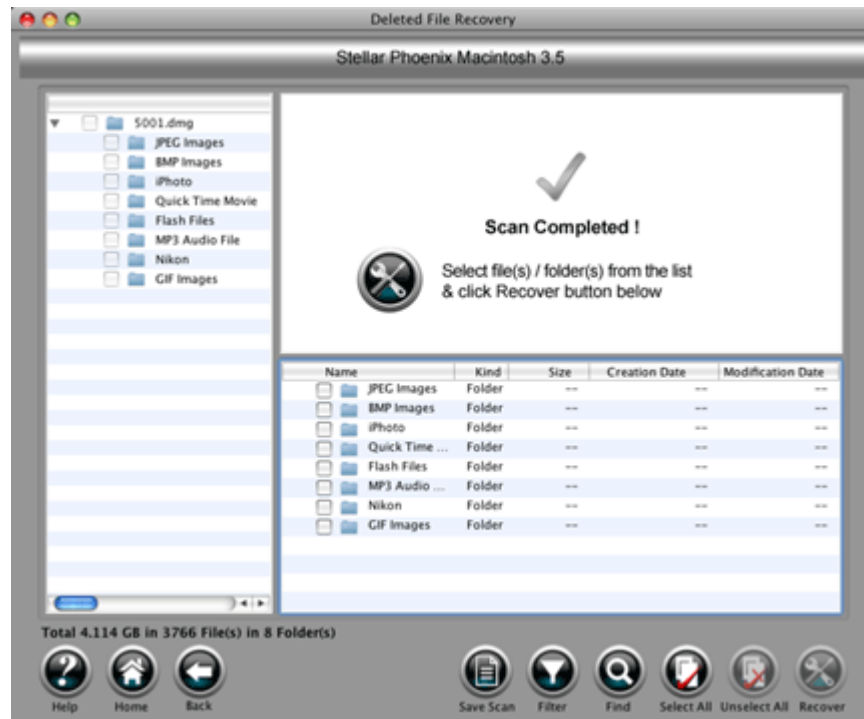 Deleted File Recovery
Stellar Phoenix Macintosh 3.5
5001.dmg
JPEG Images
BMP Images
iPhoto
Quick Time Movie
Flash Files
MP3 Audio File
Nikon
GIF Images
Scan Completed !
Select file(s) / folder(s) from the list
& click Recover button below
Name Kind Size Creation Date Modification Date
JPEG Images Folder -- -- --
BMP Images Folder -- -- --
iPhoto Folder -- -- --
Quick Time ... Folder -- -- --
Flash Files Folder -- -- --
MP3 Audio ... Folder -- -- --
Nikon Folder -- -- --
GIF Images Folder -- -- --
Total 4.114 GB in 3766 File(s) in 8 Folder(s)
Help Home Back Save Scan Filter Find Select All Unselect All Recover